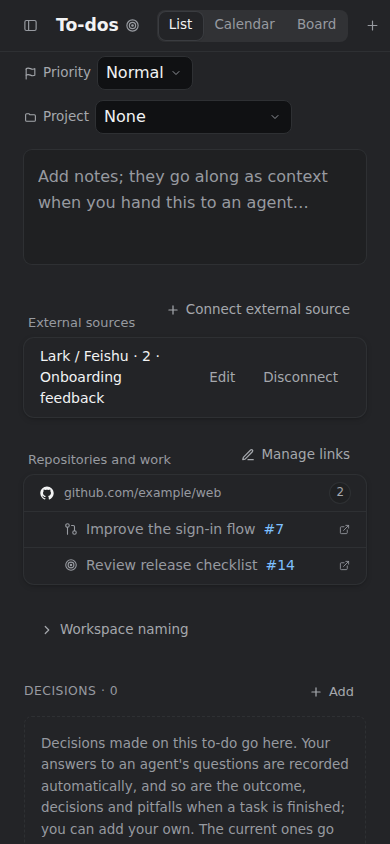 To-dos
List
Calendar
Board
Priority
Normal
Project
None
Add notes; they go along as context
when you hand this to an agent...
Connect external source
External sources
Lark / Feishu · 2 ·
Onboarding
feedback
Edit
Disconnect
Manage links
Repositories and work
github.com/example/web
2
Improve the sign-in flow #7
Review release checklist #14
Workspace naming
DECISIONS · 0
Add
Decisions made on this to-do go here. Your
answers to an agent's questions are recorded
automatically, and so are the outcome,
decisions and pitfalls when a task is finished;
you can add your own. The current ones go